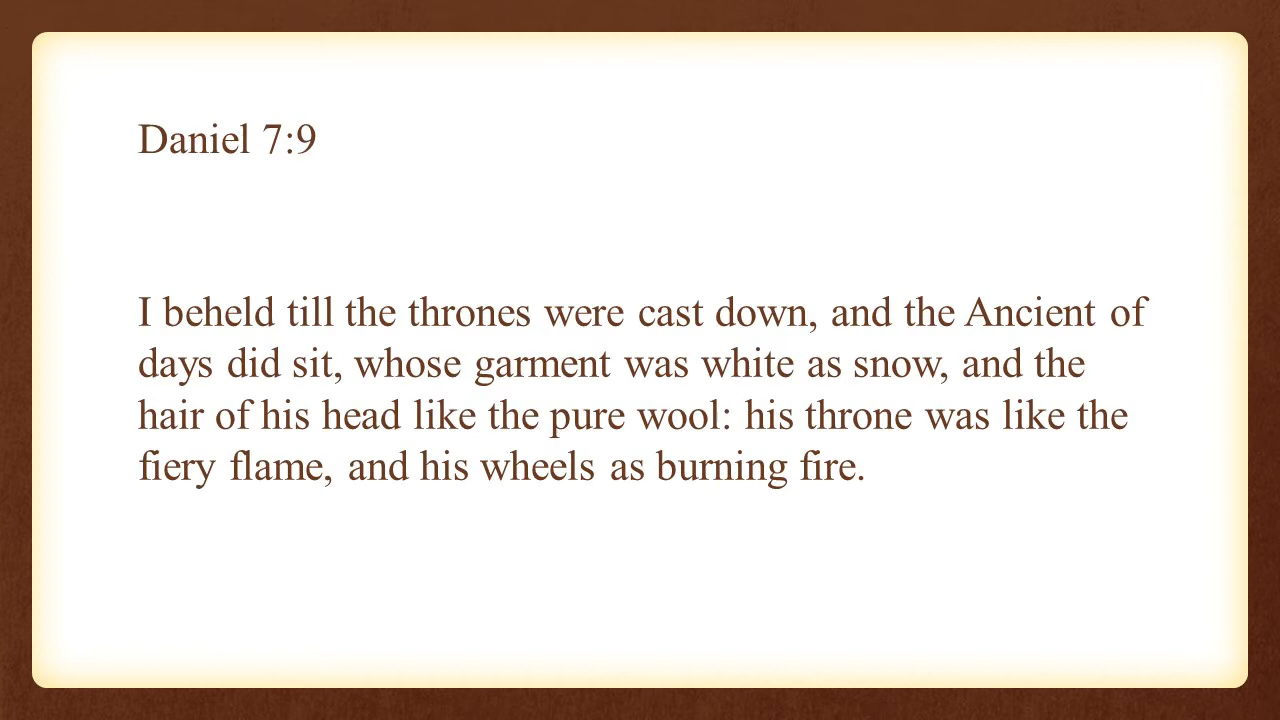 Daniel 7:9
I beheld till the thrones were cast down, and the Ancient of
days did sit, whose garment was white as snow, and the
hair of his head like the pure wool: his throne was like the
fiery flame, and his wheels as burning fire.